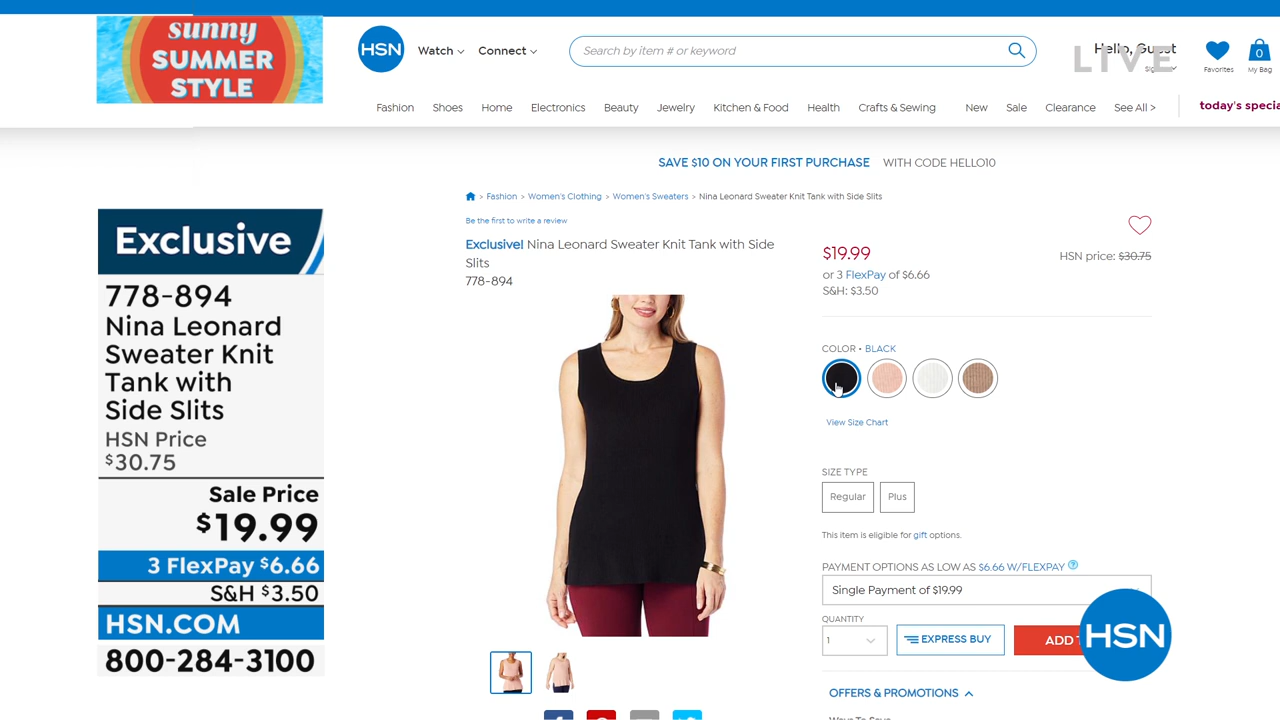 sunny
SUMMER
STYLE
HSN
Watch
Connect
Search by item # or keyword
Hello, Guest
LIVE
0
Favorites
My Bag
Fashion
Shoes
Home
Electronics
Beauty
Jewelry
Kitchen & Food
Health
Crafts & Sewing
New
Sale
Clearance
See All >
today's specia
SAVE $10 ON YOUR FIRST PURCHASE WITH CODE HELLO10
> Fashion > Women's Clothing > Women's Sweaters > Nina Leonard Sweater Knit Tank with Side Slits
Be the first to write a review
Exclusive! Nina Leonard Sweater Knit Tank with Side
Slits
778-894
$19.99
HSN price: $30.75
or 3 FlexPay of $6.66
S&H: $3.50
COLOR • BLACK
View Size Chart
SIZE TYPE
Regular
Plus
This item is eligible for gift options.
PAYMENT OPTIONS AS LOW AS $6.66 W/FLEXPAY ?
Single Payment of $19.99
QUANTITY
1
EXPRESS BUY
ADD
HSN
OFFERS & PROMOTIONS
Ways To Save
Exclusive
778-894
Nina Leonard
Sweater Knit
Tank with
Side Slits
HSN Price
$30.75
Sale Price
$19.99
3 FlexPay $6.66
S&H $3.50
HSN.COM
800-284-3100